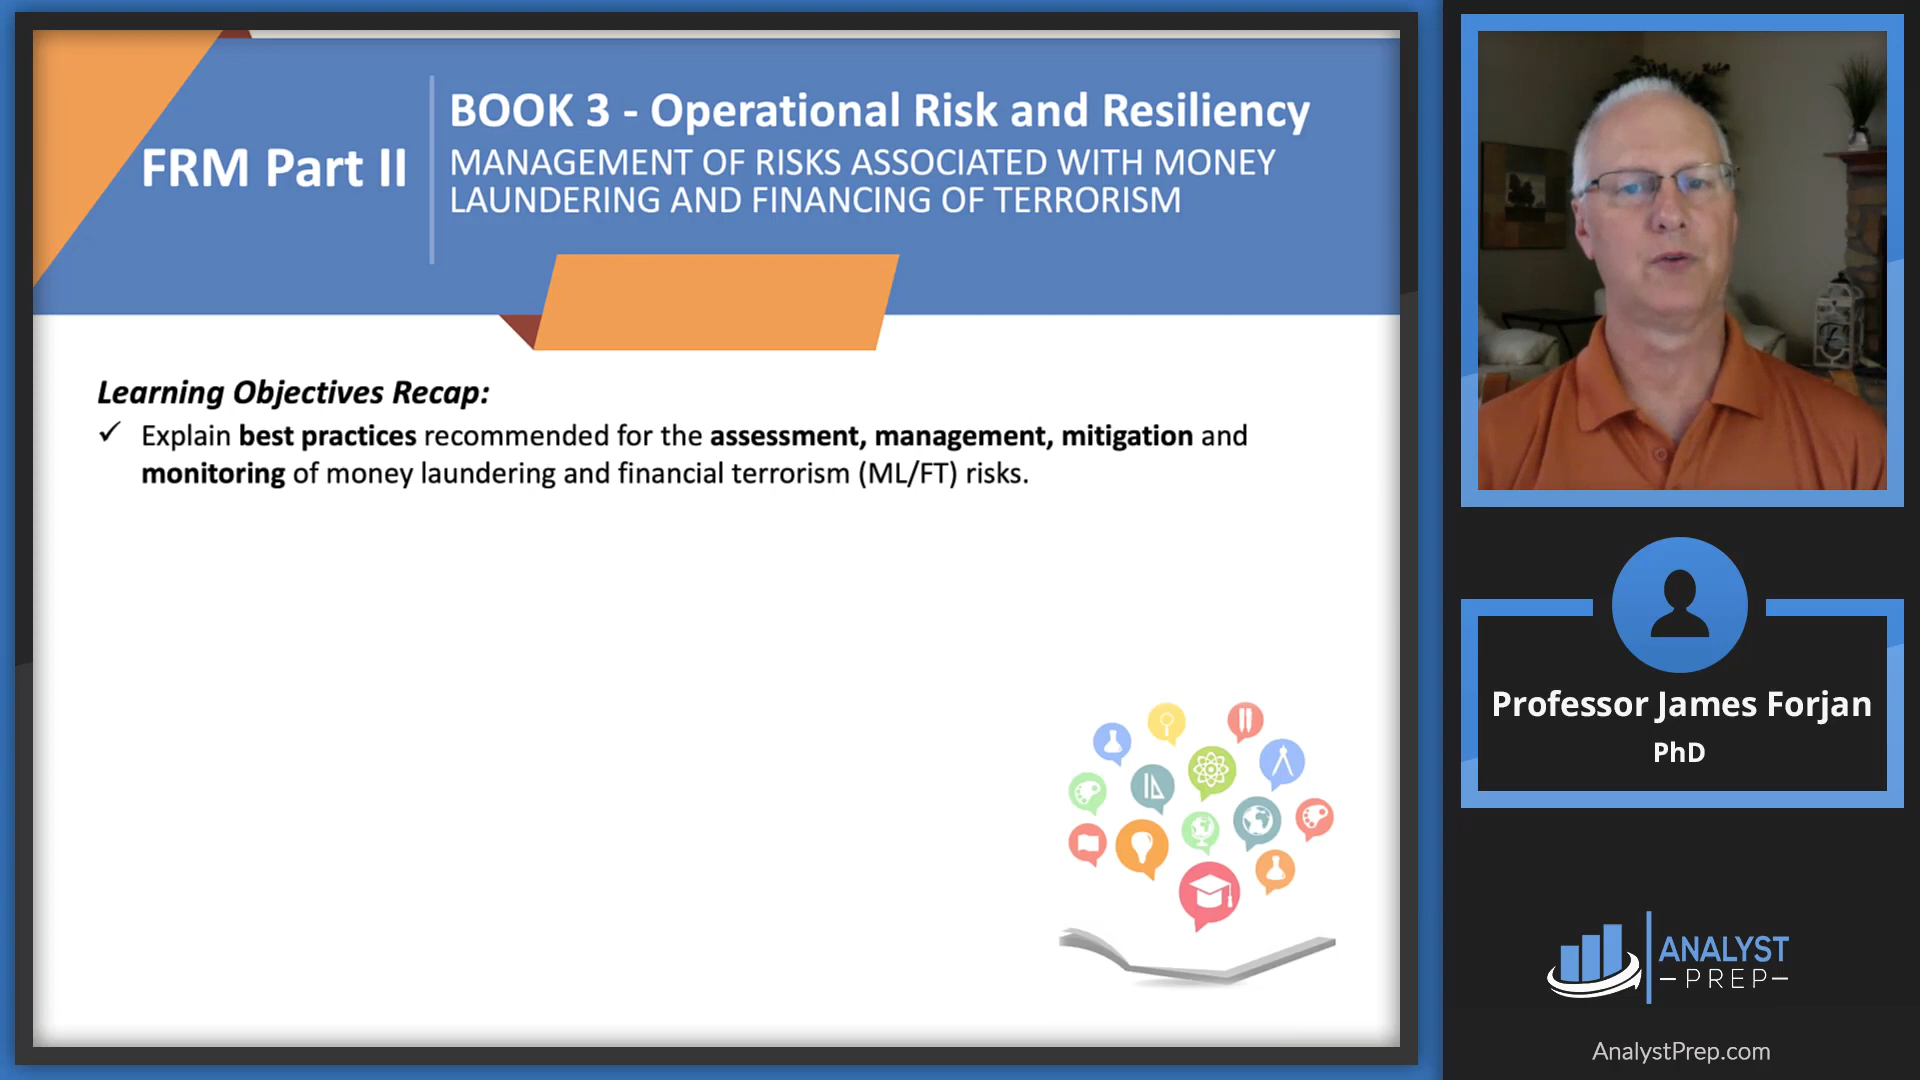 FRM Part II
BOOK 3 - Operational Risk and Resiliency
MANAGEMENT OF RISKS ASSOCIATED WITH MONEY
LAUNDERING AND FINANCING OF TERRORISM
Learning Objectives Recap:
✓ Explain best practices recommended for the assessment, management, mitigation and
monitoring of money laundering and financial terrorism (ML/FT) risks.
Professor James Forjan
PhD
ANALYST
PREP
AnalystPrep.com